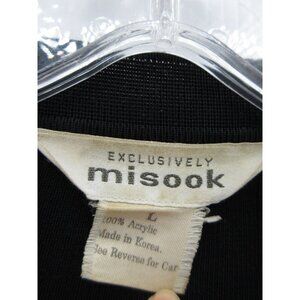 EXCLUSIVELY
misook
L
100% Acrylic
Made in Korea
See Reverse for Car